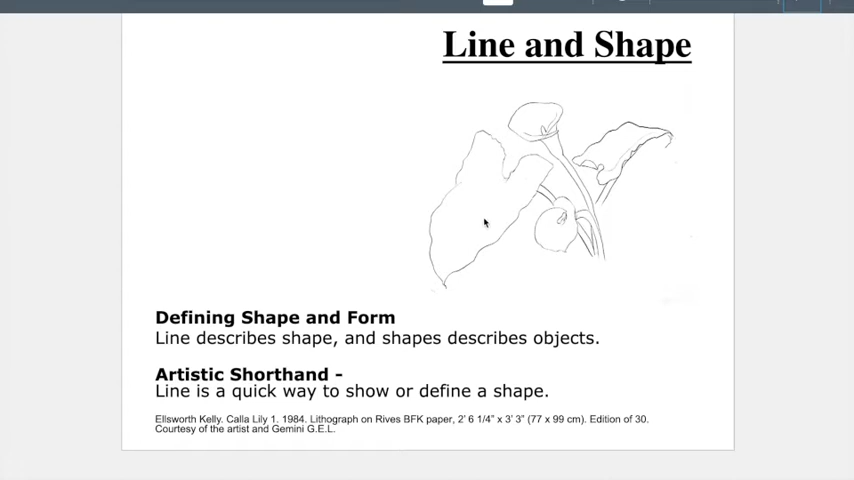 Line and Shape
Defining Shape and Form
Line describes shape, and shapes describes objects.
Artistic Shorthand -
Line is a quick way to show or define a shape.
Ellsworth Kelly. Calla Lily 1. 1984. Lithograph on Rives BFK paper, 2' 6 1/4" x 3' 3" (77 x 99 cm). Edition of 30.
Courtesy of the artist and Gemini G.E.L.